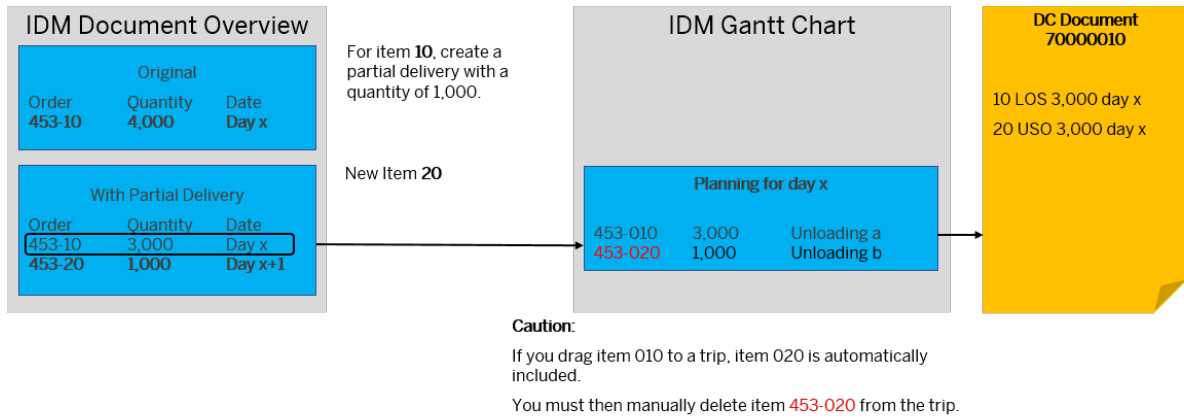 IDM Document Overview
Original
Order Quantity Date
453-10 4,000 Day x
With Partial Delivery
Order Quantity Date
453-10 3,000 Day x
453-20 1,000 Day x+1
For item 10, create a
partial delivery with a
quantity of 1,000.
New Item 20
IDM Gantt Chart
Planning for day x
453-010 3,000 Unloading a
453-020 1,000 Unloading b
DC Document
70000010
10 LOS 3,000 day x
20 USO 3,000 day x
Caution:
If you drag item 010 to a trip, item 020 is automatically
included.
You must then manually delete item 453-020 from the trip.